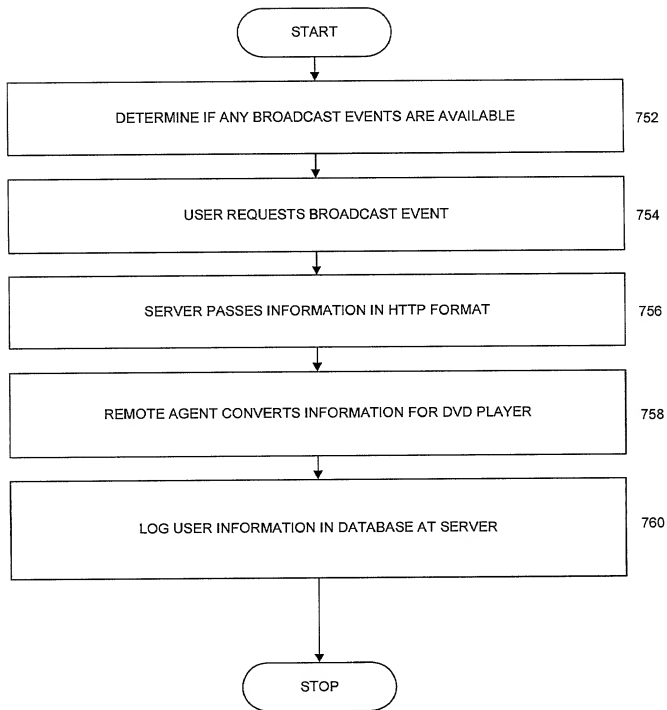 START
DETERMINE IF ANY BROADCAST EVENTS ARE AVAILABLE 752
USER REQUESTS BROADCAST EVENT 754
SERVER PASSES INFORMATION IN HTTP FORMAT 756
REMOTE AGENT CONVERTS INFORMATION FOR DVD PLAYER 758
LOG USER INFORMATION IN DATABASE AT SERVER 760
STOP